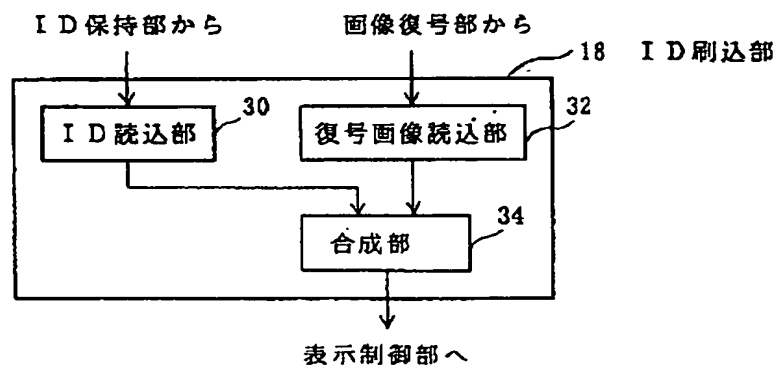 ＩＤ保持部から　画像復号部から
18　ＩＤ刷込部
30
ＩＤ読込部
32
復号画像読込部
34
合成部
表示制御部へ